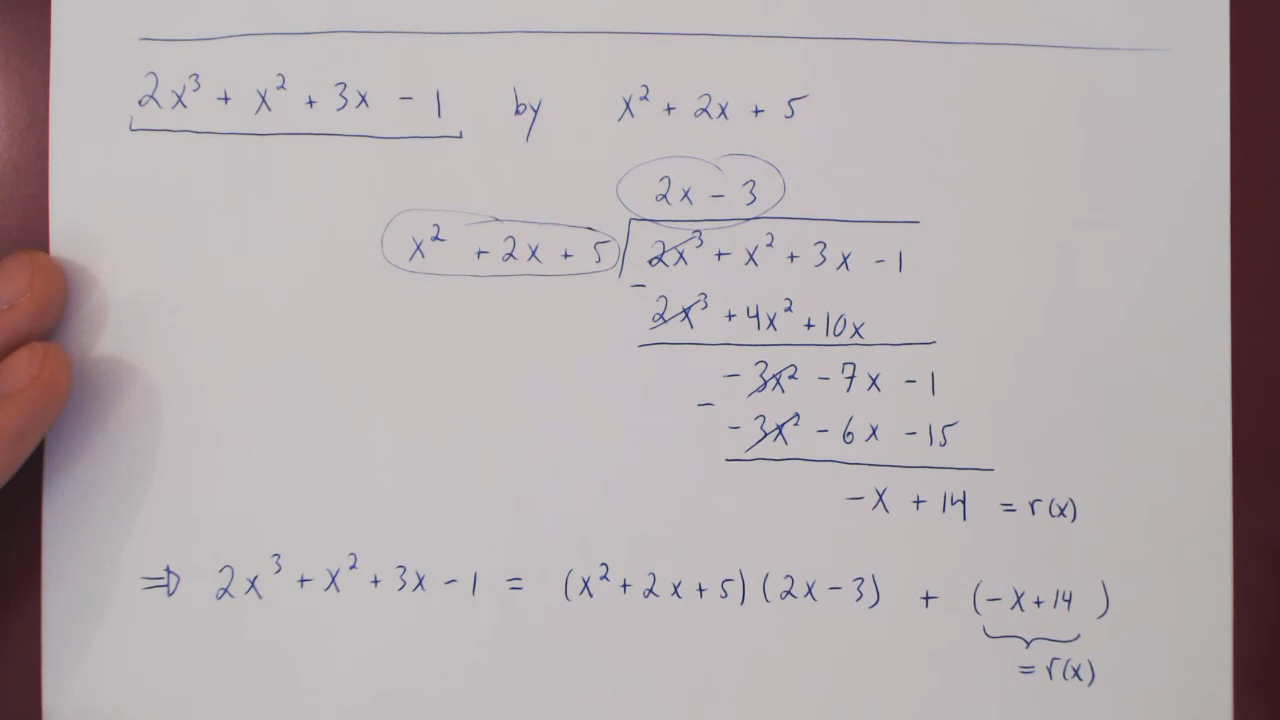 2x³ + x² + 3x - 1 by x² + 2x + 5
2x - 3
x² + 2x + 5 2x³ + x² + 3x - 1
-
2x³ + 4x² + 10x
- 3x² - 7x - 1
-
- 3x² - 6x - 15
-x + 14 = r(x)
⇒ 2x³ + x² + 3x - 1 = (x² + 2x + 5)(2x - 3) + (-x + 14)
= r(x)